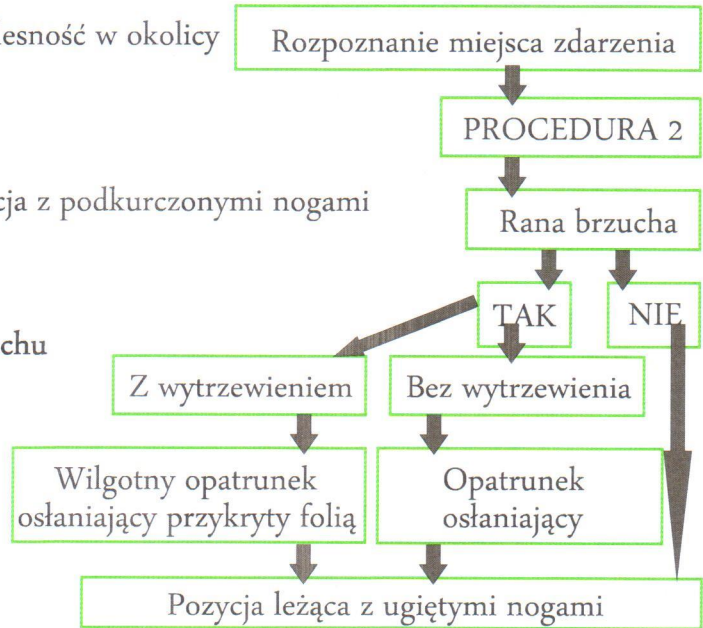 lesność w okolicy
Rozpoznanie miejsca zdarzenia
PROCEDURA 2
cja z podkurczonymi nogami
Rana brzucha
TAK
NIE
chu
Z wytrzewieniem
Bez wytrzewienia
Wilgotny opatrunek
osłaniający przykryty folią
Opatrunek
osłaniający
Pozycja leżąca z ugiętymi nogami